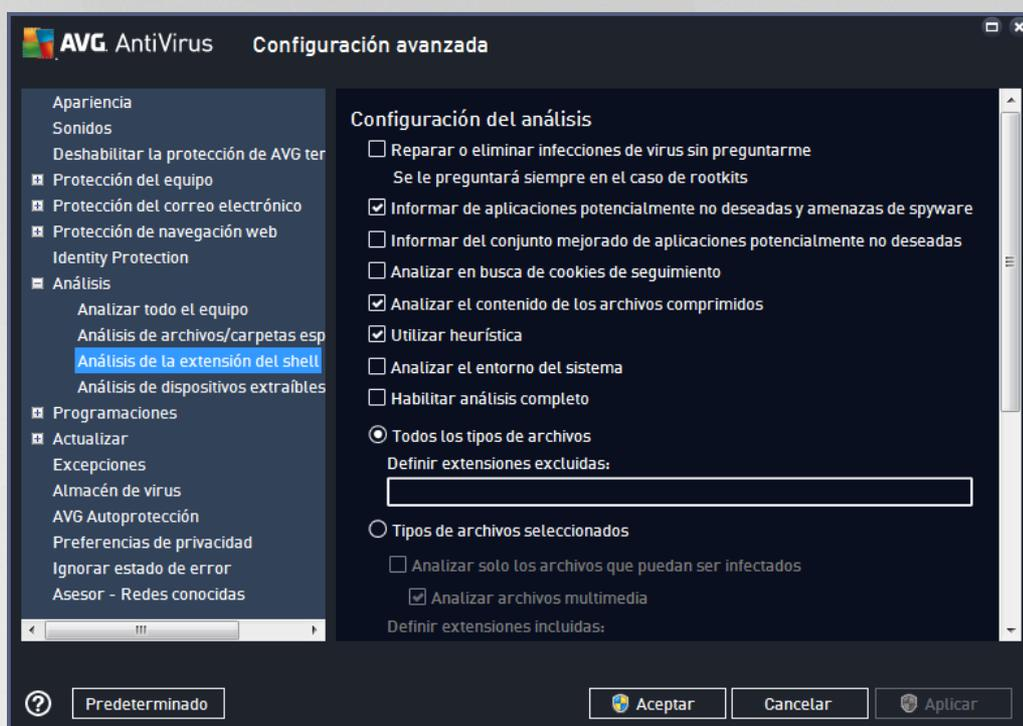 AVG. AntiVirus Configuración avanzada
Apariencia
Sonidos
Deshabilitar la protección de AVG ter
Protección del equipo
Protección del correo electrónico
Protección de navegación web
Identity Protection
Análisis
Analizar todo el equipo
Análisis de archivos/carpetas esp
Análisis de la extensión del shell
Análisis de dispositivos extraíbles
Programaciones
Actualizar
Excepciones
Almacén de virus
AVG Autoprotección
Preferencias de privacidad
Ignorar estado de error
Asesor - Redes conocidas
Configuración del análisis
Reparar o eliminar infecciones de virus sin preguntarme
Se le preguntará siempre en el caso de rootkits
Informar de aplicaciones potencialmente no deseadas y amenazas de spyware
Informar del conjunto mejorado de aplicaciones potencialmente no deseadas
Analizar en busca de cookies de seguimiento
Analizar el contenido de los archivos comprimidos
Utilizar heurística
Analizar el entorno del sistema
Habilitar análisis completo
Todos los tipos de archivos
Definir extensiones excluidas:
Tipos de archivos seleccionados
Analizar solo los archivos que puedan ser infectados
Analizar archivos multimedia
Definir extensiones incluidas:
Predeterminado
Aceptar
Cancelar
Aplicar